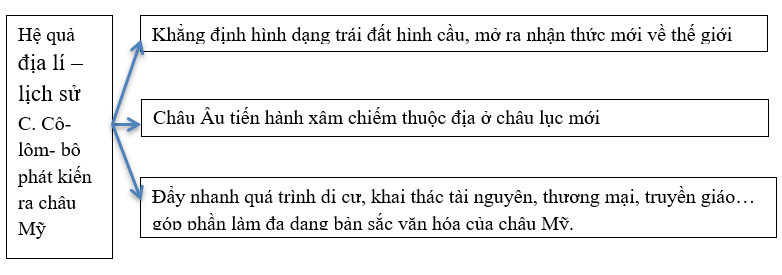 Hệ quả
địa lí –
lịch sử
C. Cô-
lôm- bô
phát kiến
ra châu
Mỹ
Khẳng định hình dạng trái đất hình cầu, mở ra nhận thức mới về thế giới
Châu Âu tiến hành xâm chiếm thuộc địa ở châu lục mới
Đẩy nhanh quá trình di cư, khai thác tài nguyên, thương mại, truyền giáo…
góp phần làm đa dạng bản sắc văn hóa của châu Mỹ.